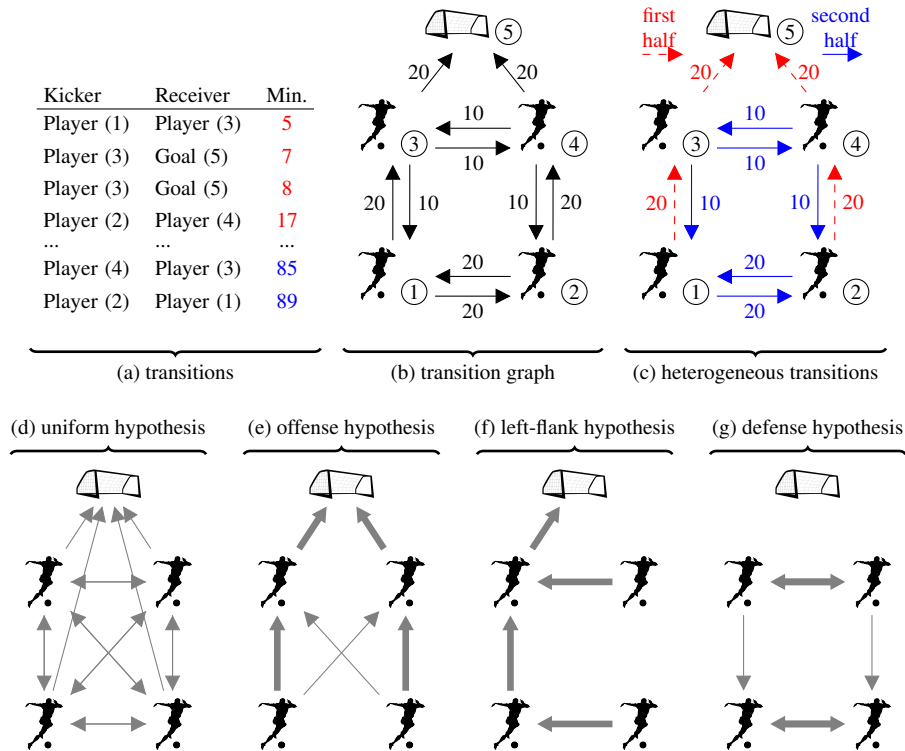 Kicker Receiver Min.
Player (1) Player (3) 5
Player (3) Goal (5) 7
Player (3) Goal (5) 8
Player (2) Player (4) 17
... ... ...
Player (4) Player (3) 85
Player (2) Player (1) 89
(a) transitions
5
20 20
10
3 4
10
20 10 10 20
20
1 2
20
(b) transition graph
first
half
5
second
half
20 20
10
3 4
10
20 10 10 20
20
1 2
20
(c) heterogeneous transitions
(d) uniform hypothesis
(e) offense hypothesis
(f) left-flank hypothesis
(g) defense hypothesis